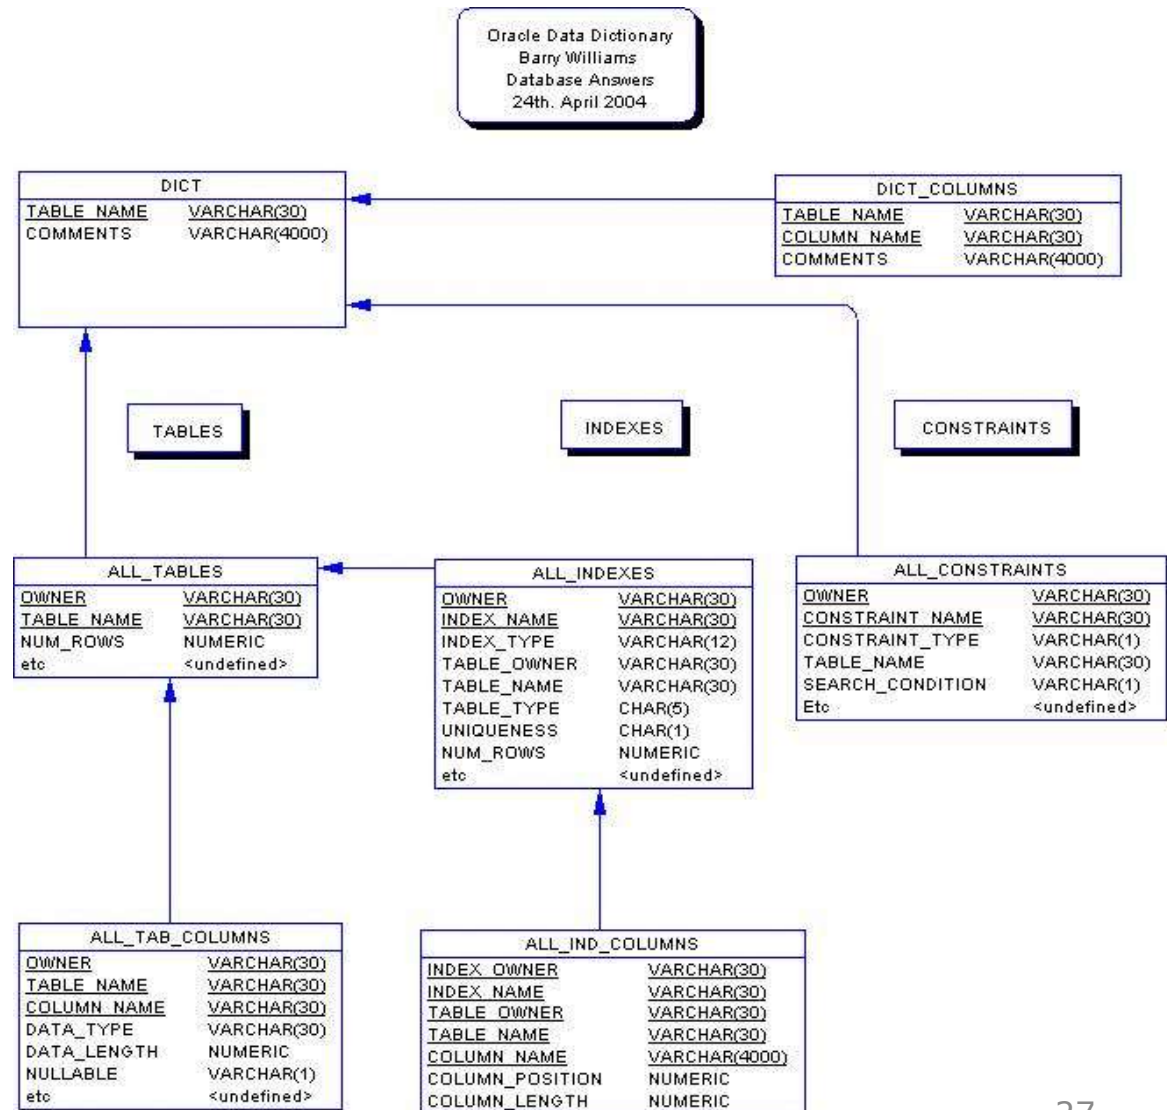 Oracle Data Dictionary
Barry Williams
Database Answers
24th. April 2004
DICT
TABLE_NAME VARCHAR(30)
COMMENTS VARCHAR(4000)
DICT_COLUMNS
TABLE_NAME VARCHAR(30)
COLUMN_NAME VARCHAR(30)
COMMENTS VARCHAR(4000)
TABLES
INDEXES
CONSTRAINTS
ALL_TABLES
OWNER VARCHAR(30)
TABLE_NAME VARCHAR(30)
NUM_ROWS NUMERIC
etc <undefined>
ALL_INDEXES
OWNER VARCHAR(30)
INDEX_NAME VARCHAR(30)
INDEX_TYPE VARCHAR(12)
TABLE_OWNER VARCHAR(30)
TABLE_NAME VARCHAR(30)
TABLE_TYPE CHAR(5)
UNIQUENESS CHAR(1)
NUM_ROWS NUMERIC
etc <undefined>
ALL_CONSTRAINTS
OWNER VARCHAR(30)
CONSTRAINT_NAME VARCHAR(30)
CONSTRAINT_TYPE VARCHAR(1)
TABLE_NAME VARCHAR(30)
SEARCH_CONDITION VARCHAR(1)
Etc <undefined>
ALL_TAB_COLUMNS
OWNER VARCHAR(30)
TABLE_NAME VARCHAR(30)
COLUMN_NAME VARCHAR(30)
DATA_TYPE VARCHAR(30)
DATA_LENGTH NUMERIC
NULLABLE VARCHAR(1)
etc <undefined>
ALL_IND_COLUMNS
INDEX_OWNER VARCHAR(30)
INDEX_NAME VARCHAR(30)
TABLE_OWNER VARCHAR(30)
TABLE_NAME VARCHAR(30)
COLUMN_NAME VARCHAR(4000)
COLUMN_POSITION NUMERIC
COLUMN_LENGTH NUMERIC